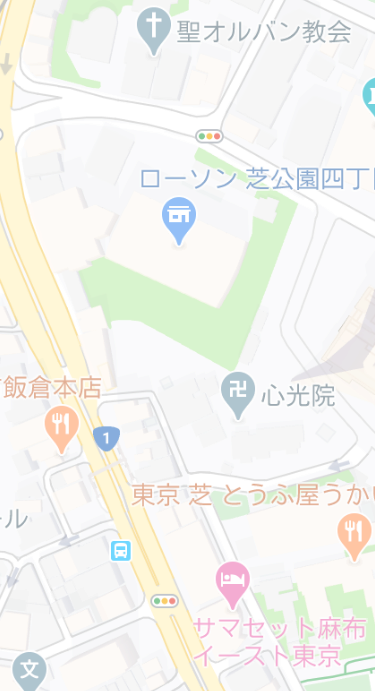 聖オルバン教会
ローソン 芝公園四丁
飯倉本店
心光院
1
東京 芝 とうふ屋うか
ール
サマセット麻布
イースト東京
文